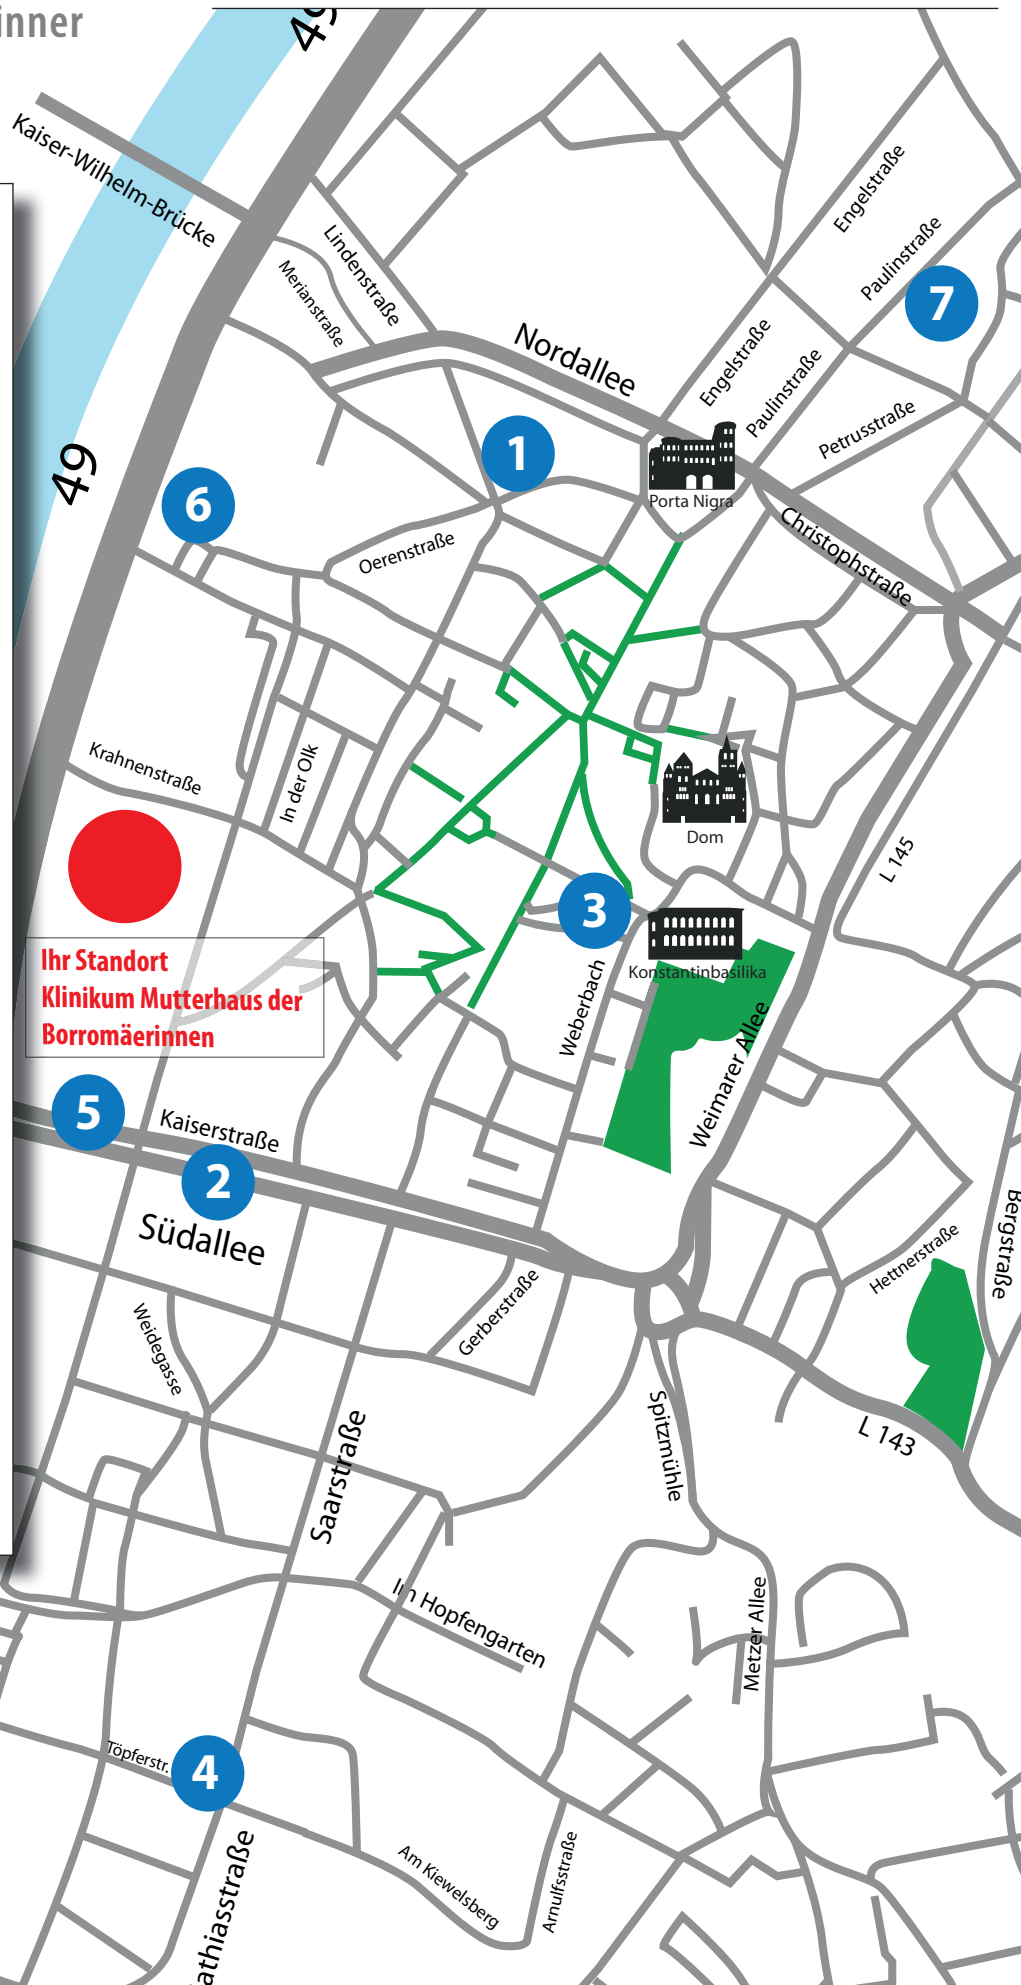 49
Kaiser-Wilhelm-Brücke
Engelstraße
Lindenstraße
Paulinstraße
Merianstraße
7
Nordallee
Engelstraße
Paulinstraße
Petrusstraße
1
49
6
Porta Nigra
Christophstraße
Oerenstraße
Krahnenstraße
In der Olk
Dom
L 145
3
Ihr Standort
Klinikum Mutterhaus der
Borromäerinnen
Konstantinbasilika
Weberbach
Weimarer Allee
5
Kaiserstraße
2
Südallee
Bergstraße
Hettnerstraße
Gerberstraße
Weidegasse
Spitzmühle
Saarstraße
L 143
Im Hopfengarten
Metzer Allee
Töpferstr.
4
Am Kiewelsberg
Arnulfsstraße